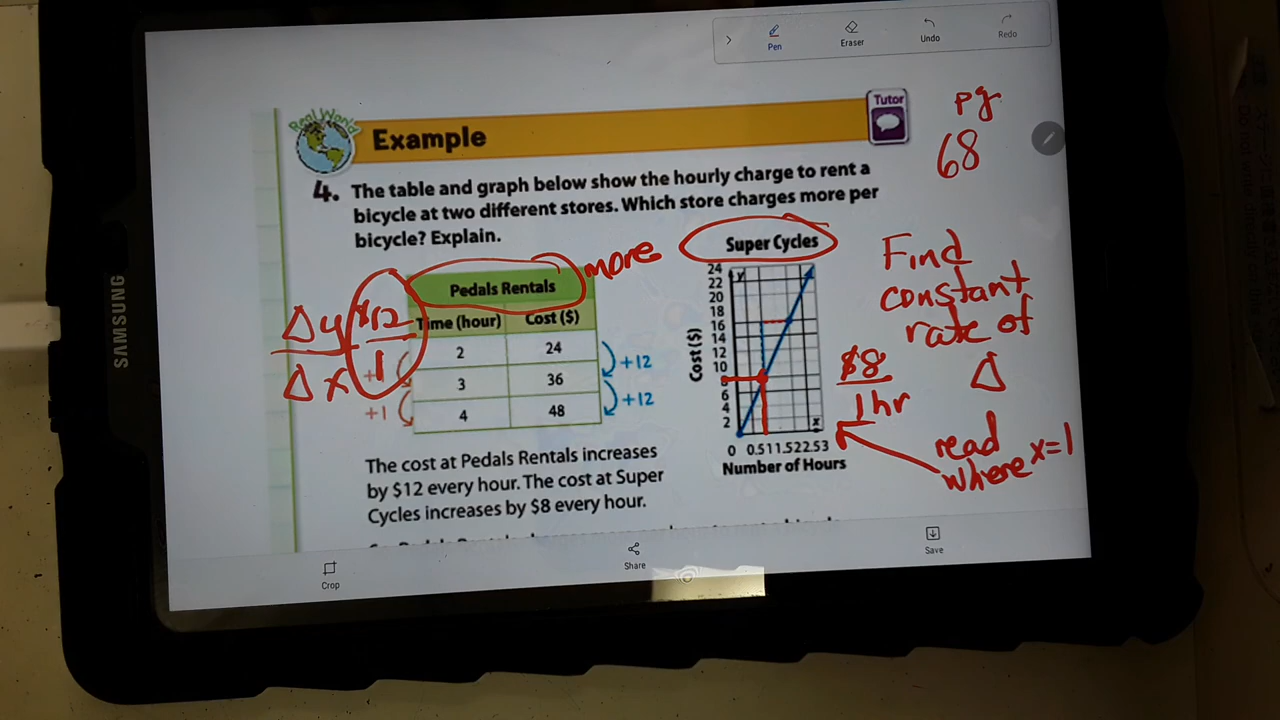 Pen
Eraser
Undo
Redo
SAMSUNG
Real World
Example
Tutor
pg
68
4. The table and graph below show the hourly charge to rent a
bicycle at two different stores. Which store charges more per
bicycle? Explain.
more
Pedals Rentals
Time (hour) Cost ($)
2 24
3 36
4 48
+12
+12
+1
+1
Δy $12
Δx 1
Super Cycles
24
22
20
18
16
14
12
10
8
6
4
2
y
x
0 0.5 1 1.5 2 2.5 3
Cost ($)
Number of Hours
$8
1hr
Find
constant
rate of
Δ
read
where x=1
The cost at Pedals Rentals increases
by $12 every hour. The cost at Super
Cycles increases by $8 every hour.
Crop
Share
Save